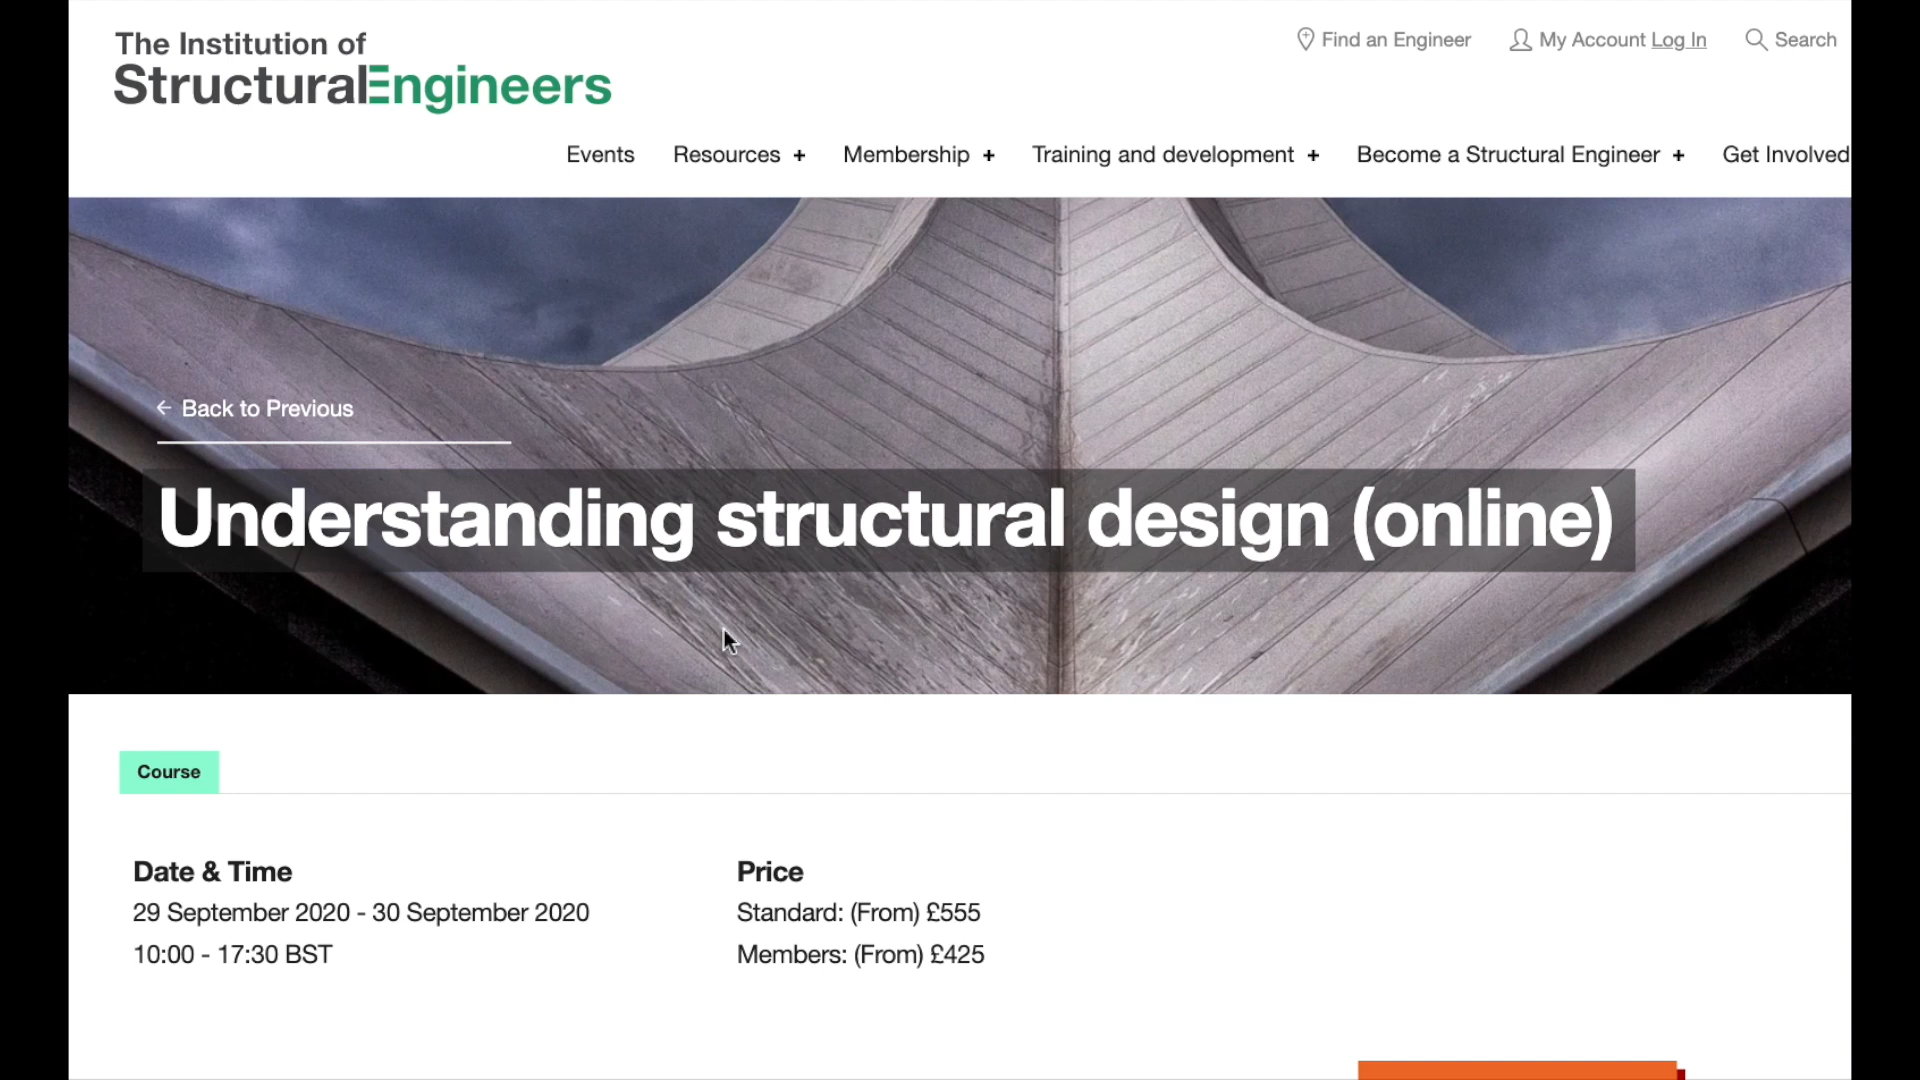 The Institution of
StructuralEngineers
Find an Engineer
My Account Log In
Search
Events
Resources +
Membership +
Training and development +
Become a Structural Engineer +
Get Involved
← Back to Previous
Understanding structural design (online)
Course
Date & Time
29 September 2020 - 30 September 2020
10:00 - 17:30 BST
Price
Standard: (From) £555
Members: (From) £425